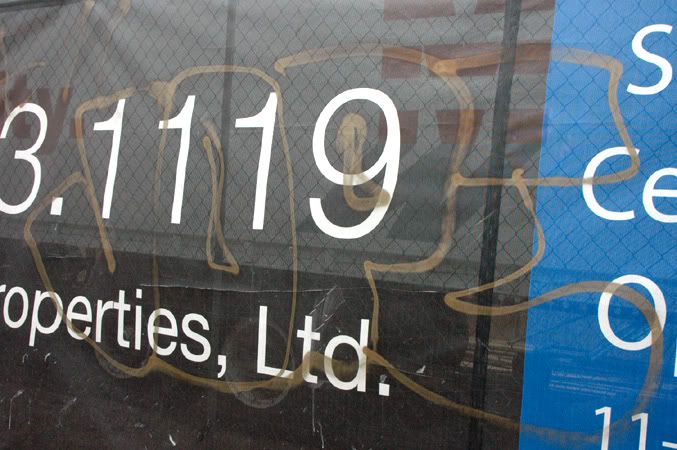 3.1119
roperties, Ltd.
S
Ce
O
11-